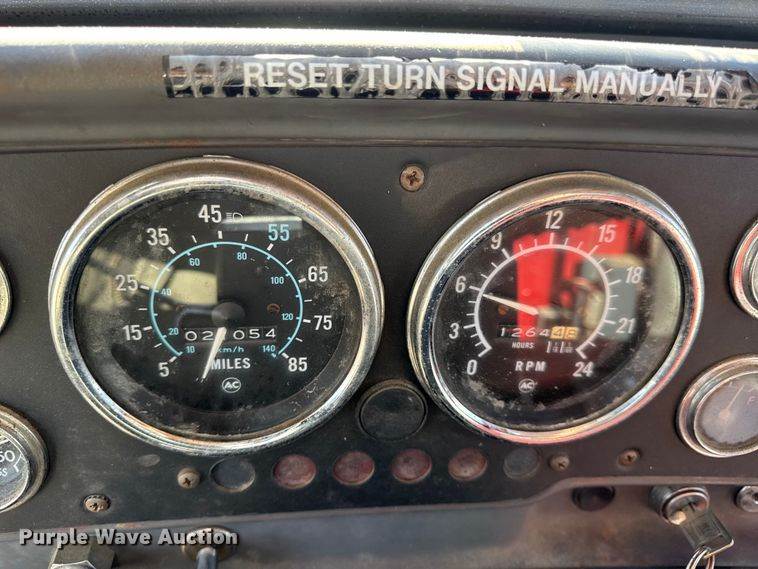 RESET TURN SIGNAL MANUALLY
5 15 25 35 45 55 65 75 85
10 20 40 60 80 100 120 140
km/h
MILES
AC
0 3 6 9 12 15 18 21 24
HOURS
RPM
AC
50
F
Purple Wave Auction